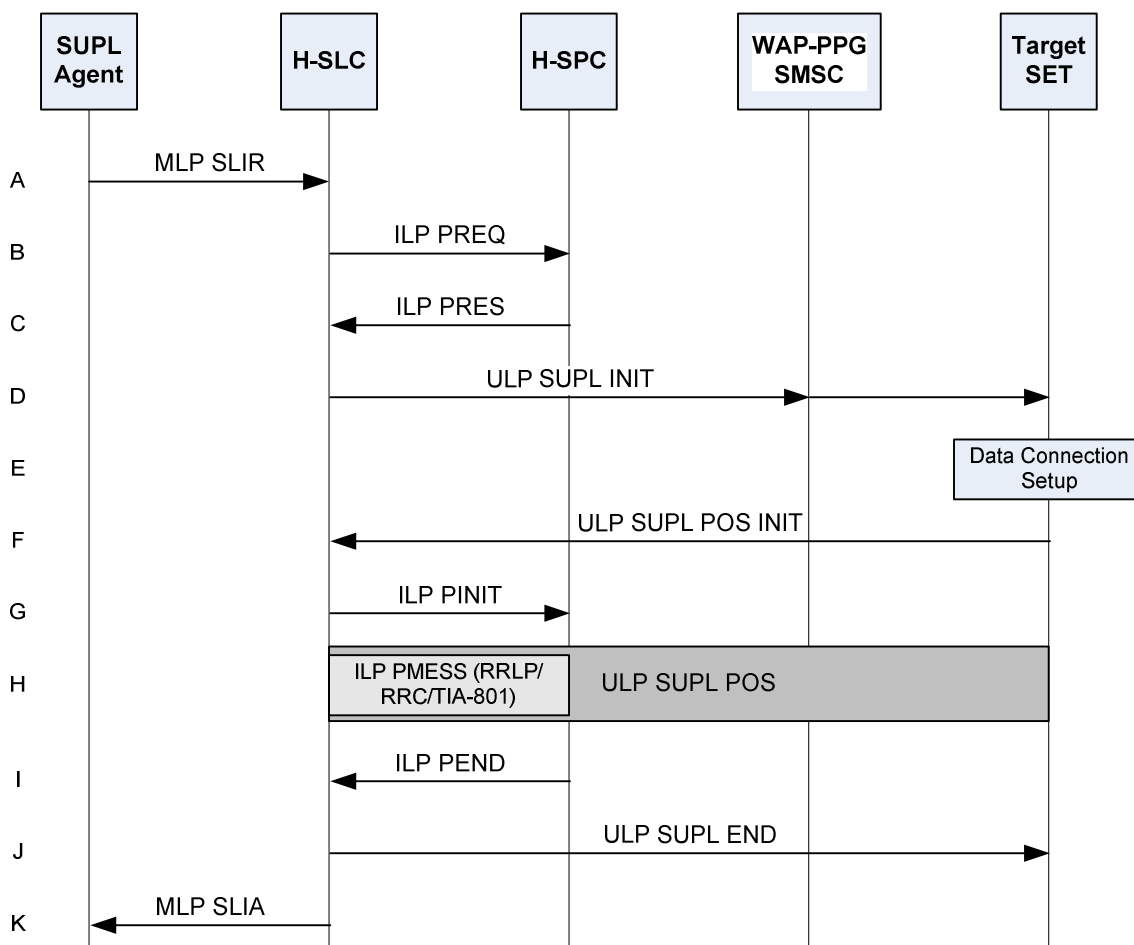 SUPL
Agent
H-SLC
H-SPC
WAP-PPG
SMSC
Target
SET
A
MLP SLIR
B
ILP PREQ
C
ILP PRES
D
ULP SUPL INIT
E
Data Connection
Setup
F
ULP SUPL POS INIT
G
ILP PINIT
H
ILP PMESS (RRLP/
RRC/TIA-801)
ULP SUPL POS
I
ILP PEND
J
ULP SUPL END
K
MLP SLIA